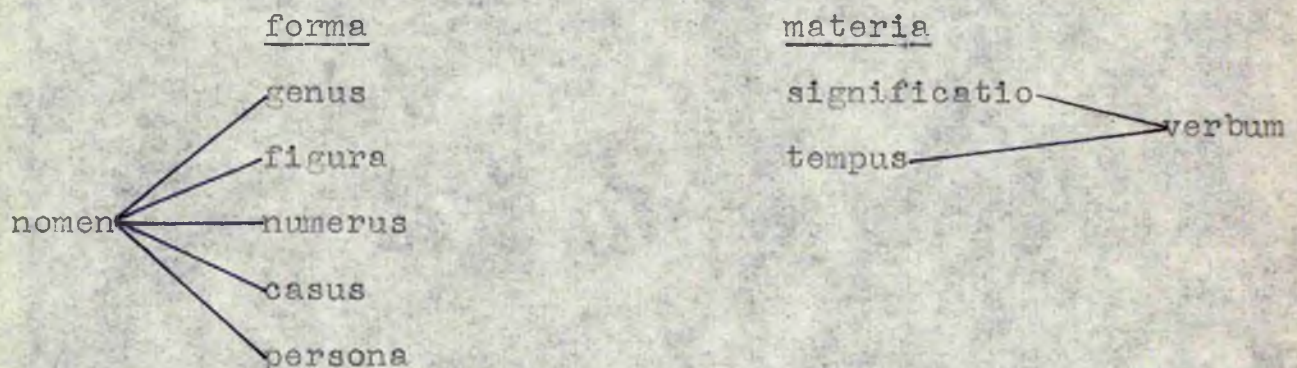 forma materia
genus significatio
verbum
figura tempus
nomen numerus
casus
persona